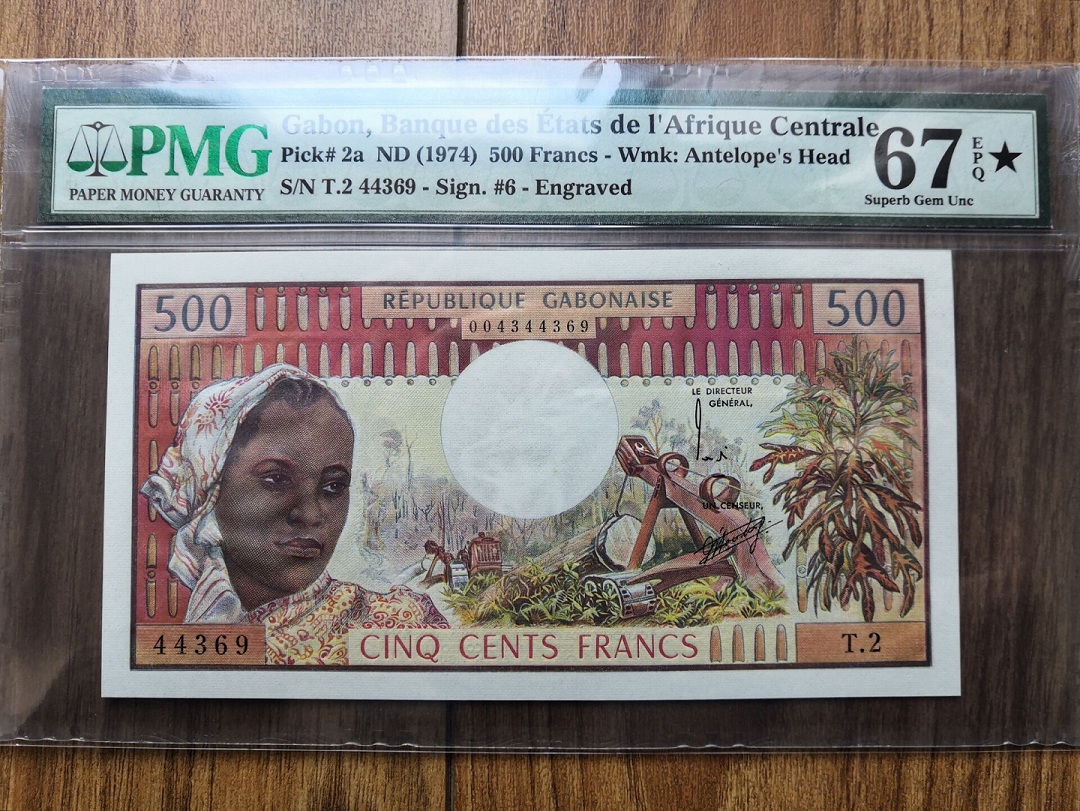 PMG
PAPER MONEY GUARANTY
Gabon, Banque des États de l'Afrique Centrale
Pick# 2a ND (1974) 500 Francs - Wmk: Antelope's Head
S/N T.2 44369 - Sign. #6 - Engraved
67
EPQ
★
Superb Gem Unc
500
RÉPUBLIQUE GABONAISE
500
004344369
LE DIRECTEUR
GÉNÉRAL,
UN CENSEUR,
44369
CINQ CENTS FRANCS
T.2